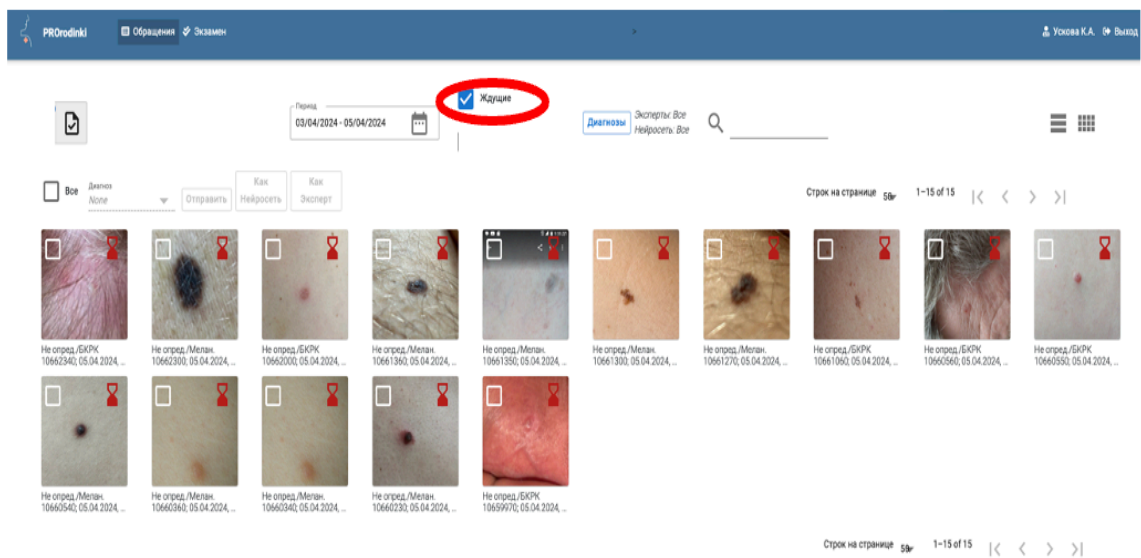 PROrodinki Обращения Экзамен > Ускова К.А. Выход
Период
03/04/2024 - 05/04/2024
Ждущие
Диагнозы
Эксперты: Все
Нейросеть: Все
Все
Диагноз
None
Отправить
Как
Нейросеть
Как
Эксперт
Строк на странице 50 1–15 of 15
Не опред./БКРК
10662340; 05.04.2024, ...
Не опред./Мелан.
10662300; 05.04.2024, ...
Не опред./БКРК
10662000; 05.04.2024, ...
Не опред./Мелан.
10661360; 05.04.2024, ...
Не опред./Мелан.
10661350; 05.04.2024, ...
Не опред./Мелан.
10661300; 05.04.2024, ...
Не опред./Мелан.
10661270; 05.04.2024, ...
Не опред./БКРК
10661060; 05.04.2024, ...
Не опред./БКРК
10660560; 05.04.2024, ...
Не опред./БКРК
10660550; 05.04.2024, ...
Не опред./Мелан.
10660540; 05.04.2024, ...
Не опред./Мелан.
10660360; 05.04.2024, ...
Не опред./Мелан.
10660340; 05.04.2024, ...
Не опред./Мелан.
10660230; 05.04.2024, ...
Не опред./БКРК
10659970; 05.04.2024, ...
Строк на странице 50 1–15 of 15